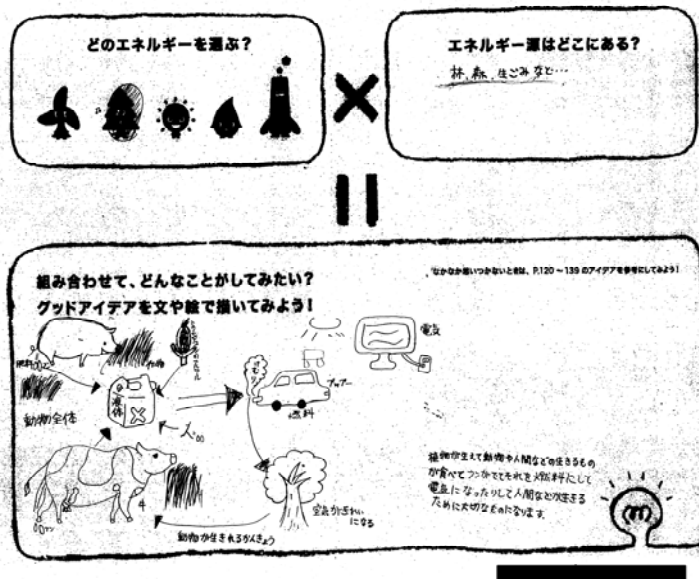 どのエネルギーを選ぶ？
エネルギー源はどこにある？
林、森、生ごみなど…
組み合わせて、どんなことがしてみたい？
グッドアイデアを文や絵で描いてみよう！
なかなか思いつかないときは、P.120～139のアイデアを参考にしてみよう！
液体
動物全体
燃料
電気
空気がきれい
になる
動物が生きれるかんきょう
植物が生えて動物や人間などの生きるもの
が食べて
それを燃料にして
電気になったりして人間などが生きる
ために大切なものになります。